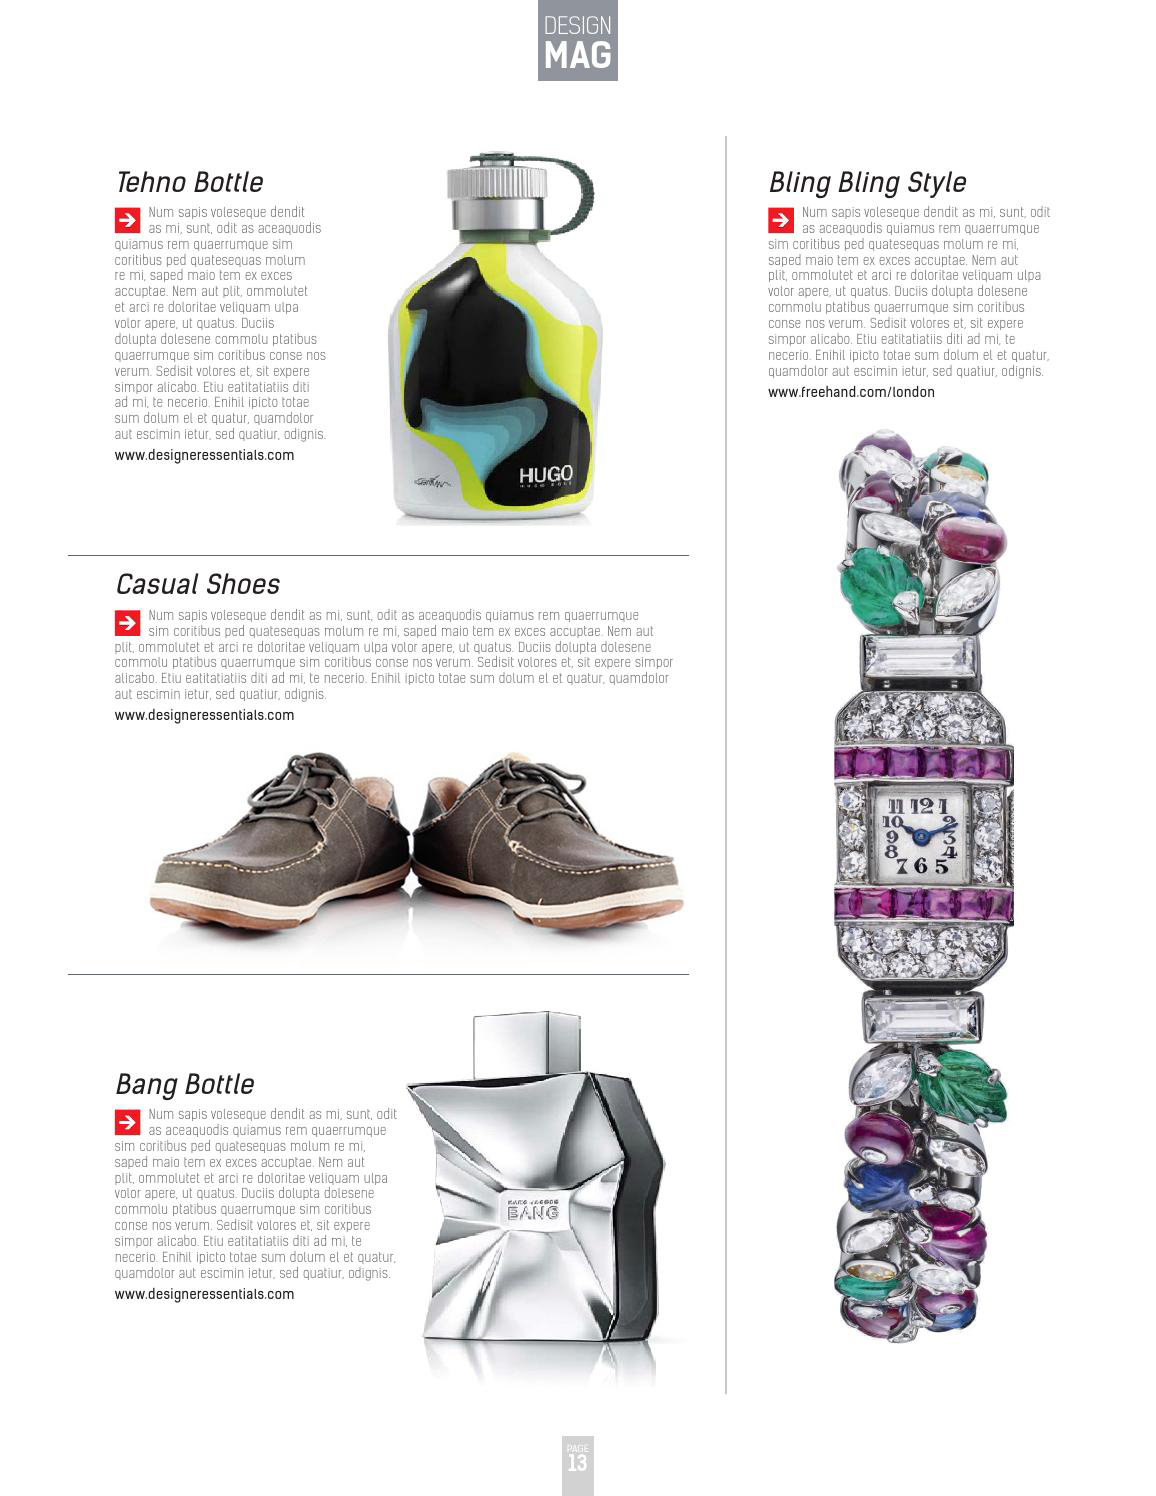 DESIGN
MAG
Tehno Bottle
Num sapis voleseque dendit
as mi, sunt, odit as aceaquodis
quiamus rem quaerrumque sim
coritibus ped quatesequas molum
re mi, saped maio tem ex exces
accuptae. Nem aut plit, ommolutet
et arci re doloritae veliquam ulpa
volor apere, ut quatus. Duciis
dolupta dolesene commolu ptatibus
quaerrumque sim coritibus conse nos
verum. Sedisit volores et, sit expere
simpor alicabo. Etiu eatitatiatiis diti
ad mi, te necerio. Enihil ipicto totae
sum dolum el et quatur, quamdolor
aut escimin ietur, sed quatiur, odignis.
www.designeressentials.com
HUGO
HUGO BOSS
Casual Shoes
Num sapis voleseque dendit as mi, sunt, odit as aceaquodis quiamus rem quaerrumque
sim coritibus ped quatesequas molum re mi, saped maio tem ex exces accuptae. Nem aut
plit, ommolutet et arci re doloritae veliquam ulpa volor apere, ut quatus. Duciis dolupta dolesene
commolu ptatibus quaerrumque sim coritibus conse nos verum. Sedisit volores et, sit expere simpor
alicabo. Etiu eatitatiatiis diti ad mi, te necerio. Enihil ipicto totae sum dolum el et quatur, quamdolor
aut escimin ietur, sed quatiur, odignis.
www.designeressentials.com
Bang Bottle
Num sapis voleseque dendit as mi, sunt, odit
as aceaquodis quiamus rem quaerrumque
sim coritibus ped quatesequas molum re mi,
saped maio tem ex exces accuptae. Nem aut
plit, ommolutet et arci re doloritae veliquam ulpa
volor apere, ut quatus. Duciis dolupta dolesene
commolu ptatibus quaerrumque sim coritibus
conse nos verum. Sedisit volores et, sit expere
simpor alicabo. Etiu eatitatiatiis diti ad mi, te
necerio. Enihil ipicto totae sum dolum el et quatur,
quamdolor aut escimin ietur, sed quatiur, odignis.
www.designeressentials.com
MARC JACOBS
BANG
Bling Bling Style
Num sapis voleseque dendit as mi, sunt, odit
as aceaquodis quiamus rem quaerrumque
sim coritibus ped quatesequas molum re mi,
saped maio tem ex exces accuptae. Nem aut
plit, ommolutet et arci re doloritae veliquam ulpa
volor apere, ut quatus. Duciis dolupta dolesene
commolu ptatibus quaerrumque sim coritibus
conse nos verum. Sedisit volores et, sit expere
simpor alicabo. Etiu eatitatiatiis diti ad mi, te
necerio. Enihil ipicto totae sum dolum el et quatur,
quamdolor aut escimin ietur, sed quatiur, odignis.
www.freehand.com/london
11 12 1
10 2
9 3
8 4
7 6 5
PAGE
13